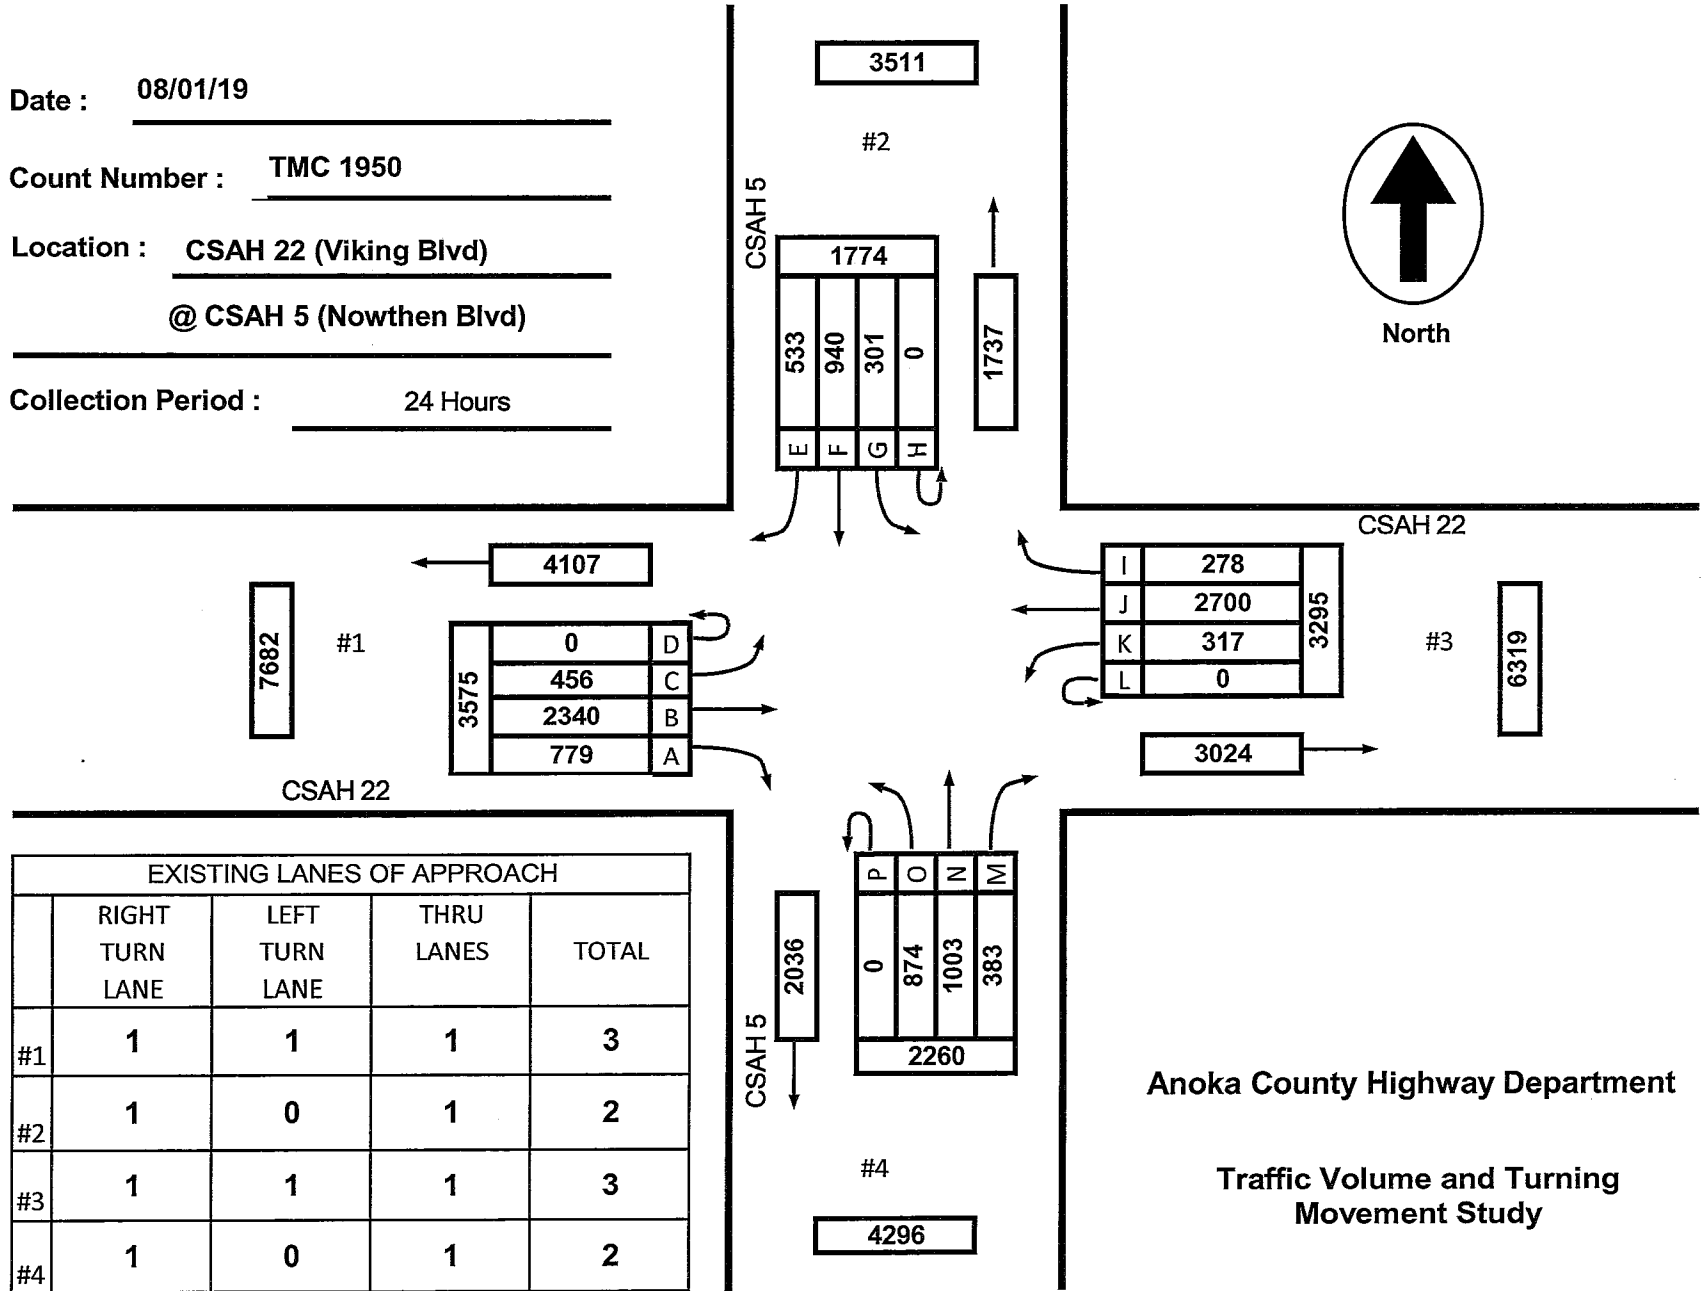 Date : 08/01/19
Count Number : TMC 1950
Location : CSAH 22 (Viking Blvd)
@ CSAH 5 (Nowthen Blvd)
Collection Period : 24 Hours
3511
#2
CSAH 5
1774
533 940 301 0
E F G H
1737
North
4107
7682
#1
3575
0 D
456 C
2340 B
779 A
CSAH 22
CSAH 22
I 278
J 2700
K 317
L 0
3295
#3
6319
3024
P O N M
0 874 1003 383
2260
2036
CSAH 5
#4
4296
EXISTING LANES OF APPROACH
RIGHT TURN LANE
LEFT TURN LANE
THRU LANES
TOTAL
#1 1 1 1 3
#2 1 0 1 2
#3 1 1 1 3
#4 1 0 1 2
Anoka County Highway Department
Traffic Volume and Turning
Movement Study